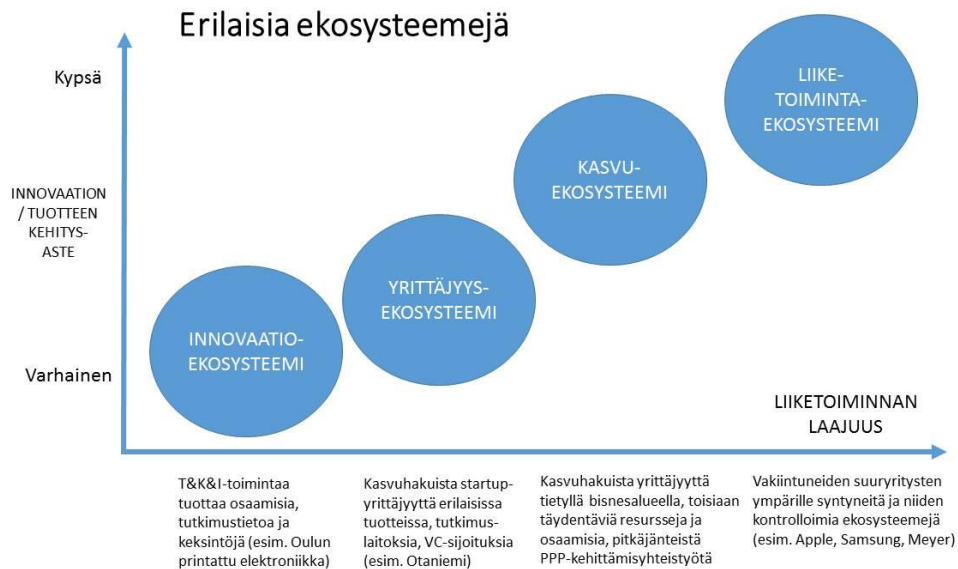 Erilaisia ekosysteemejä
Kypsä
INNOVAATION
/ TUOTTEEN
KEHITYS-
ASTE
Varhainen
INNOVAATIO-
EKOSYSTEEMI
YRITTÄJYYS-
EKOSYSTEEMI
KASVU-
EKOSYSTEEMI
LIIKE-
TOIMINTA-
EKOSYSTEEMI
LIIKETOIMINNAN
LAAJUUS
T&K&I-toimintaa
tuottaa osaamisia,
tutkimustietoa ja
keksintöjä (esim. Oulun
printattu elektroniikka)
Kasvuhakuista startup-
yrittäjyyttä erilaisissa
tuotteissa, tutkimus-
laitoksia, VC-sijoituksia
(esim. Otaniemi)
Kasvuhakuista yrittäjyyttä
tietyllä bisnesalueella, toisiaan
täydentäviä resursseja ja
osaamisia, pitkäjänteistä
PPP-kehittämisyhteistyötä
Vakiintuneiden suuryritysten
ympärille syntyneitä ja niiden
kontrolloimia ekosysteemejä
(esim. Apple, Samsung, Meyer)